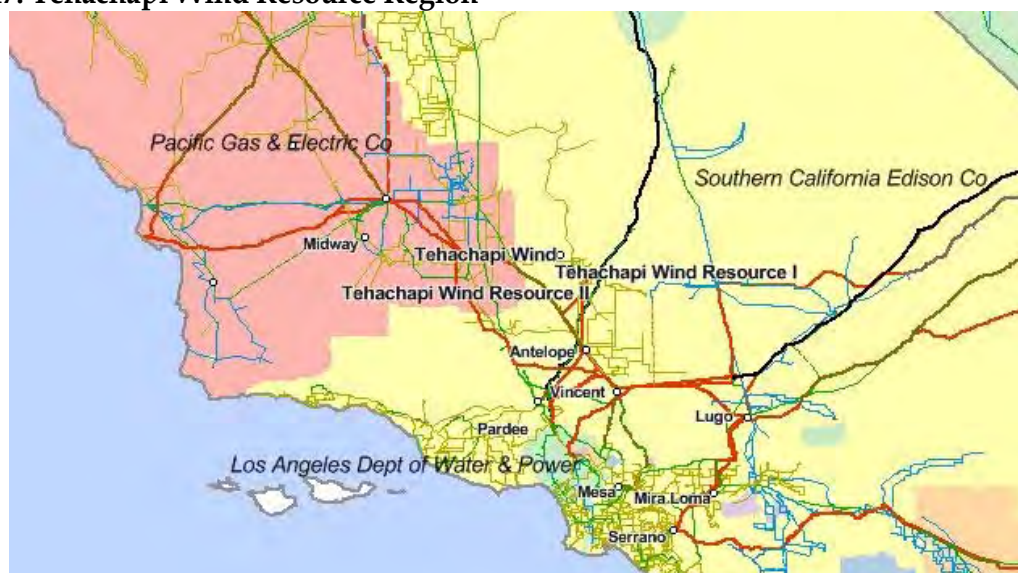 7. Tehachapi Wind Resource Region
Pacific Gas & Electric Co
Southern California Edison Co
Midway
Tehachapi Wind
Tehachapi Wind Resource I
Tehachapi Wind Resource II
Antelope
Vincent
Lugo
Pardee
Los Angeles Dept of Water & Power
Mesa
Mira Loma
Serrano